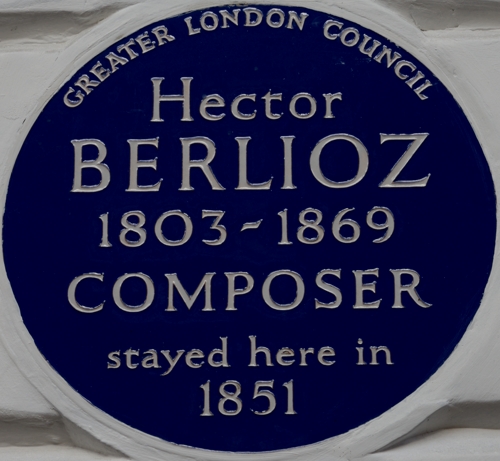 GREATER LONDON COUNCIL
Hector
BERLIOZ
1803-1869
COMPOSER
stayed here in
1851